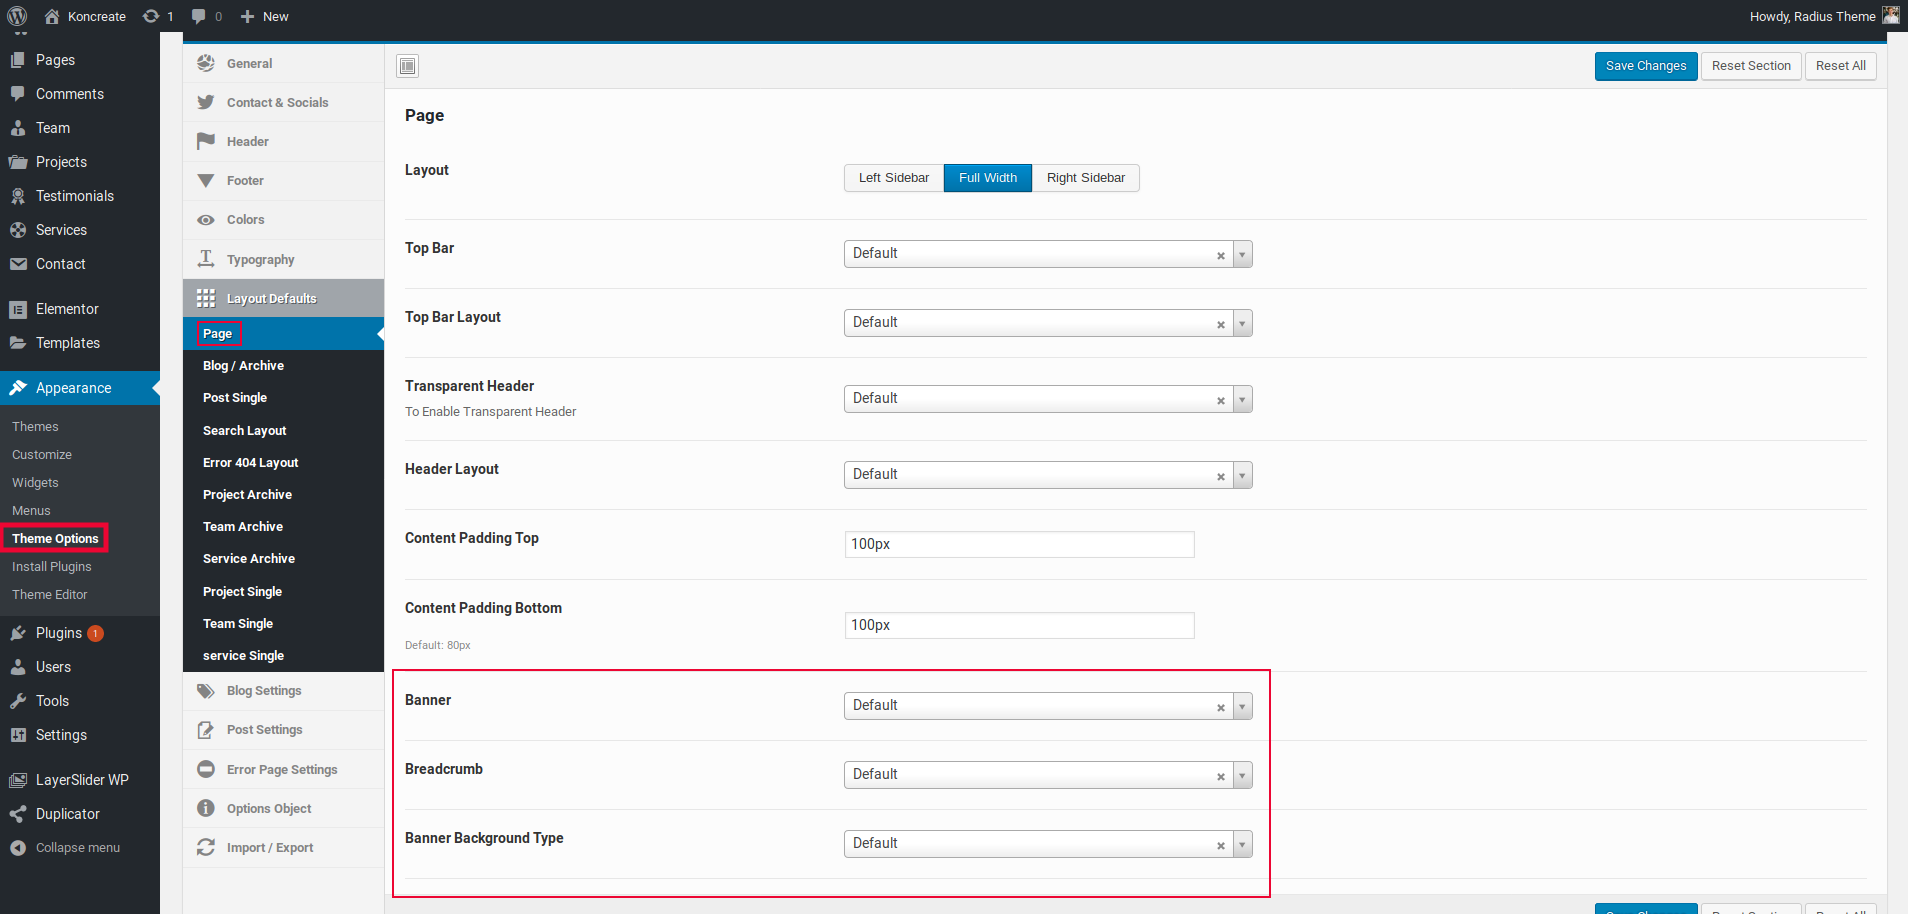 Koncreate
1
0
New
Howdy, Radius Theme
Pages
Comments
Team
Projects
Testimonials
Services
Contact
Elementor
Templates
Appearance
Themes
Customize
Widgets
Menus
Theme Options
Install Plugins
Theme Editor
Plugins 1
Users
Tools
Settings
LayerSlider WP
Duplicator
Collapse menu
General
Contact & Socials
Header
Footer
Colors
Typography
Layout Defaults
Page
Blog / Archive
Post Single
Search Layout
Error 404 Layout
Project Archive
Team Archive
Service Archive
Project Single
Team Single
service Single
Blog Settings
Post Settings
Error Page Settings
Options Object
Import / Export
Save Changes
Reset Section
Reset All
Page
Layout
Left Sidebar
Full Width
Right Sidebar
Top Bar
Default
Top Bar Layout
Default
Transparent Header
To Enable Transparent Header
Default
Header Layout
Default
Content Padding Top
100px
Content Padding Bottom
Default: 80px
100px
Banner
Default
Breadcrumb
Default
Banner Background Type
Default